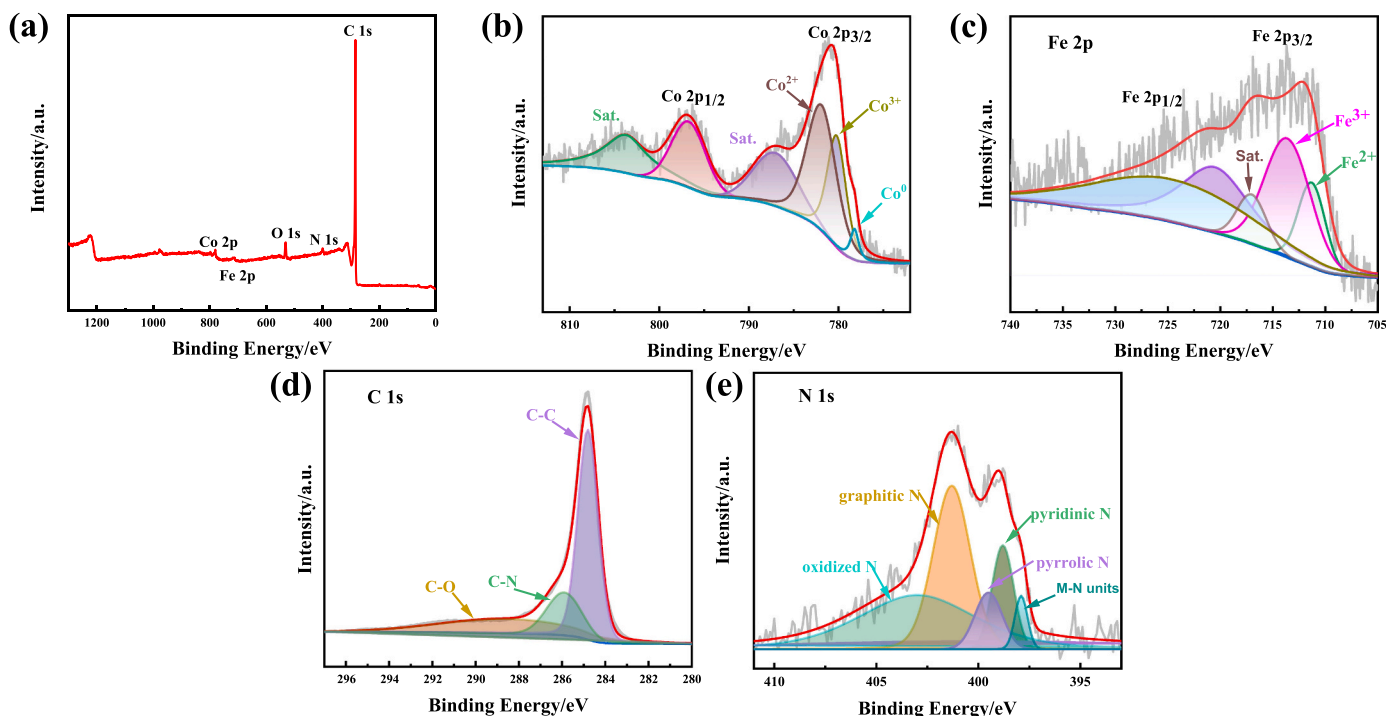 (a)
C 1s
Co 2p
O 1s
N 1s
Fe 2p
Intensity/a.u.
1200
1000
800
600
400
200
0
Binding Energy/eV
(b)
Co 2p3/2
Co2+
Co 2p1/2
Co3+
Sat.
Sat.
Co0
Intensity/a.u.
810
800
790
780
Binding Energy/eV
(c)
Fe 2p
Fe 2p3/2
Fe 2p1/2
Fe3+
Sat.
Fe2+
Intensity/a.u.
740
735
730
725
720
715
710
705
Binding Energy/eV
(d)
C 1s
C-C
C-N
C-O
Intensity/a.u.
296
294
292
290
288
286
284
282
280
Binding Energy/eV
(e)
N 1s
graphitic N
pyridinic N
oxidized N
pyrrolic N
M-N units
Intensity/a.u.
410
405
400
395
Binding Energy/eV